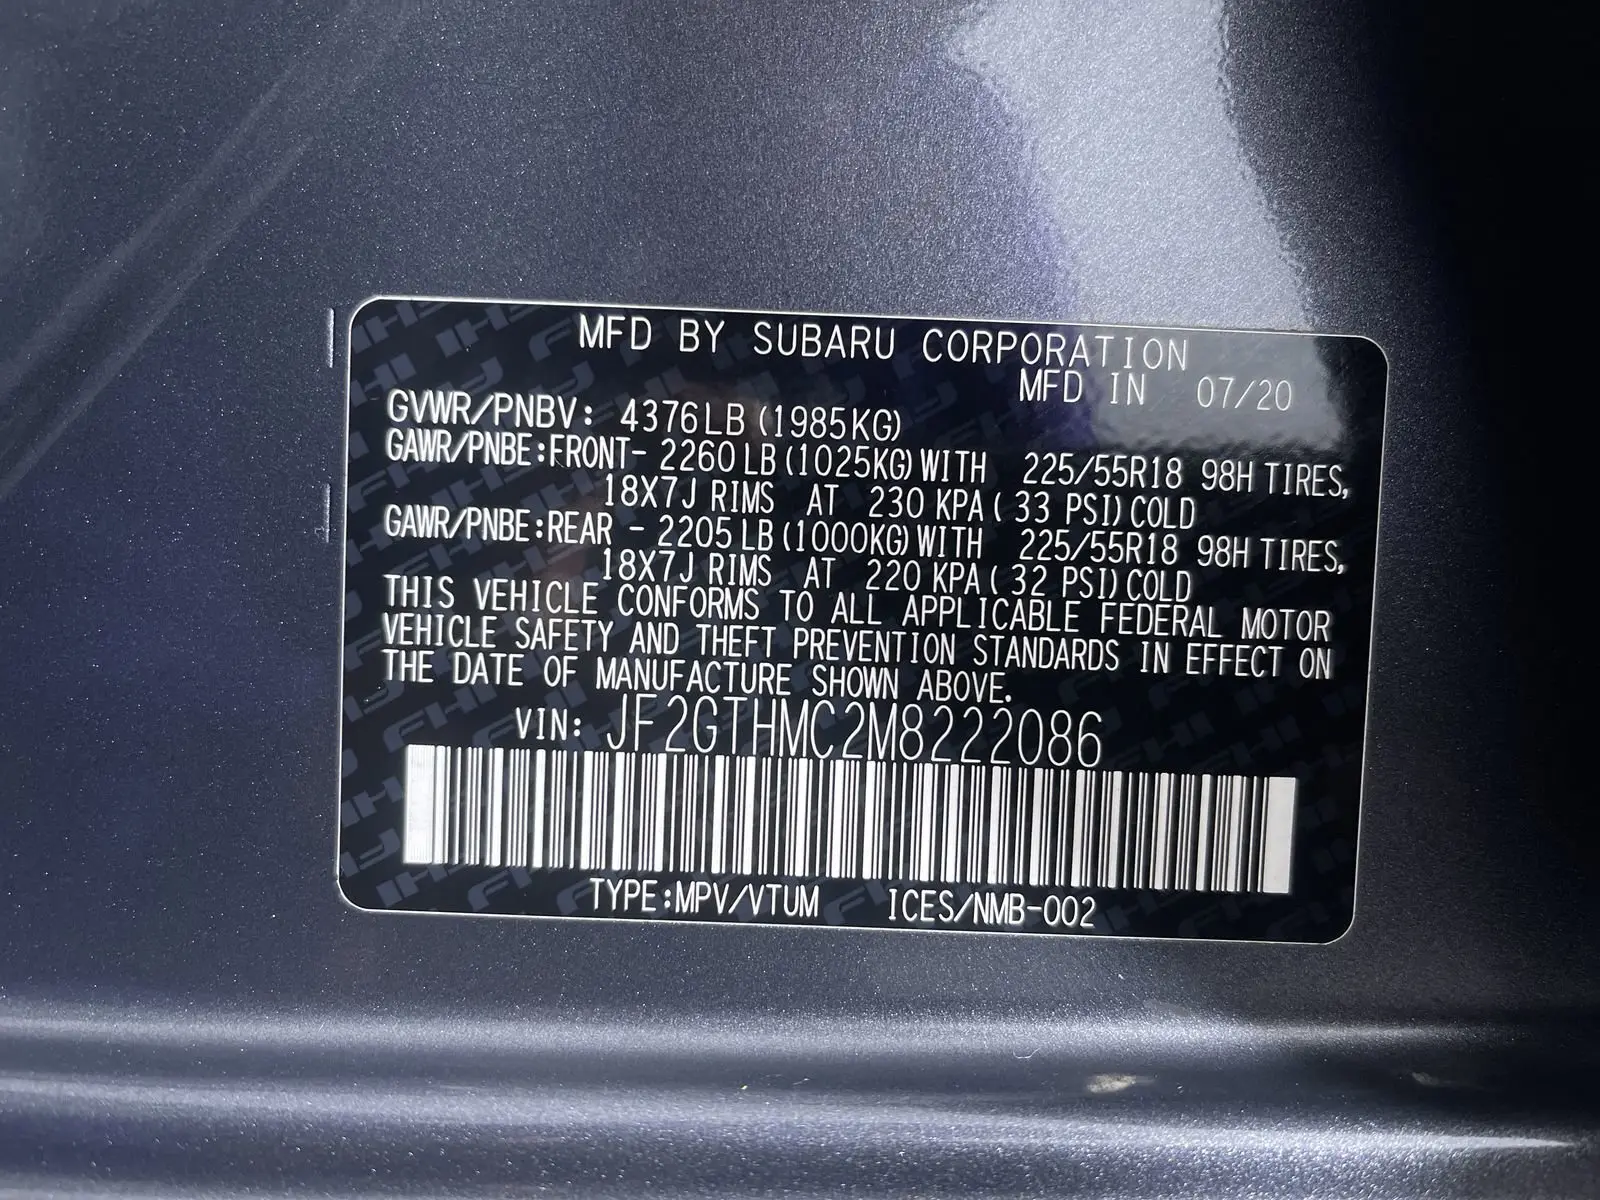 MFD BY SUBARU CORPORATION
MFD IN 07/20
GVWR/PNBV: 4376LB (1985KG)
GAWR/PNBE:FRONT- 2260 LB (1025KG) WITH 225/55R18 98H TIRES,
18X7J RIMS AT 230 KPA ( 33 PSI) COLD
GAWR/PNBE:REAR - 2205 LB (1000KG) WITH 225/55R18 98H TIRES,
18X7J RIMS AT 220 KPA ( 32 PSI) COLD
THIS VEHICLE CONFORMS TO ALL APPLICABLE FEDERAL MOTOR
VEHICLE SAFETY AND THEFT PREVENTION STANDARDS IN EFFECT ON
THE DATE OF MANUFACTURE SHOWN ABOVE.
VIN: JF2GTHMC2M8222086
TYPE:MPV/VTUM ICES/NMB-002